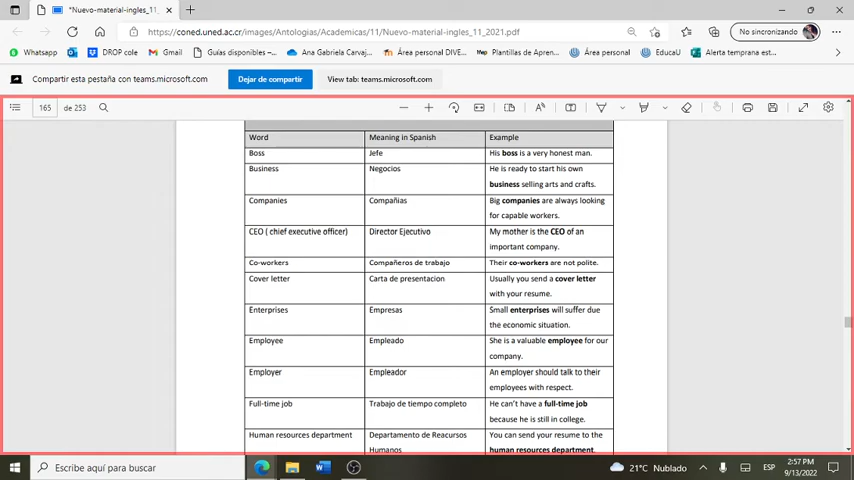 *Nuevo-material-ingles_11_
https://coned.uned.ac.cr/images/Antologias/Academicas/11/Nuevo-material-ingles_11_2021.pdf
No sincronizando
Whatsapp DROP cole Gmail Guías disponibles –... Ana Gabriela Carvaj... Área personal DIVE... Plantillas de Apren... Área personal EducaU Alerta temprana est...
Compartir esta pestaña con teams.microsoft.com Dejar de compartir View tab: teams.microsoft.com
165 de 253
Word Meaning in Spanish Example
Boss Jefe His boss is a very honest man.
Business Negocios He is ready to start his own
business selling arts and crafts.
Companies Compañias Big companies are always looking
for capable workers.
CEO ( chief executive officer) Director Ejecutivo My mother is the CEO of an
important company.
Co-workers Compañeros de trabajo Their co-workers are not polite.
Cover letter Carta de presentacion Usually you send a cover letter
with your resume.
Enterprises Empresas Small enterprises will suffer due
the economic situation.
Employee Empleado She is a valuable employee for our
company.
Employer Empleador An employer should talk to their
employees with respect.
Full-time job Trabajo de tiempo completo He can't have a full-time job
because he is still in college.
Human resources department Departamento de Reacursos You can send your resume to the
Humanos human resources department.
Escribe aquí para buscar 21°C Nublado ESP 2:57 PM
9/13/2022